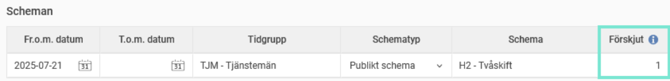 Scheman
Fr.o.m. datum T.o.m. datum Tidgrupp Schematyp Schema Förskjut
2025-07-21 TJM - Tjänstemän Publikt schema H2 - Tvåskift 1